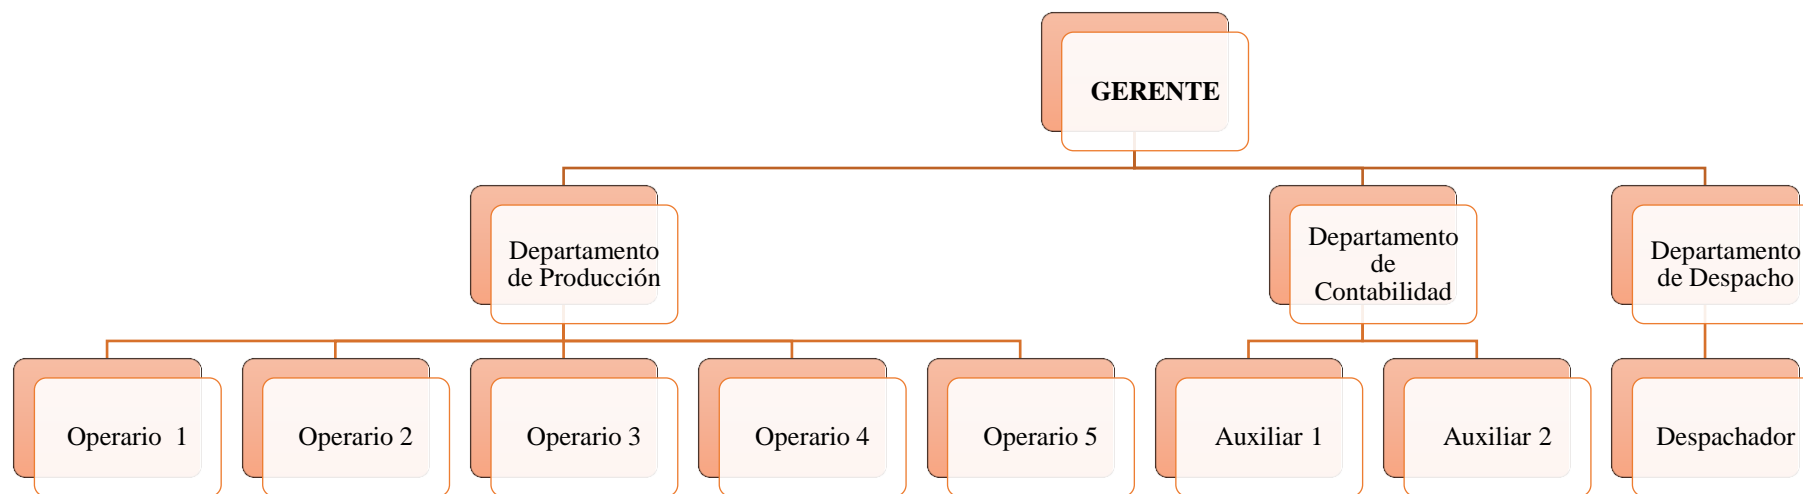 GERENTE
Departamento
de Producción
Departamento
de
Contabilidad
Departamento
de Despacho
Operario  1
Operario 2
Operario 3
Operario 4
Operario 5
Auxiliar 1
Auxiliar 2
Despachador